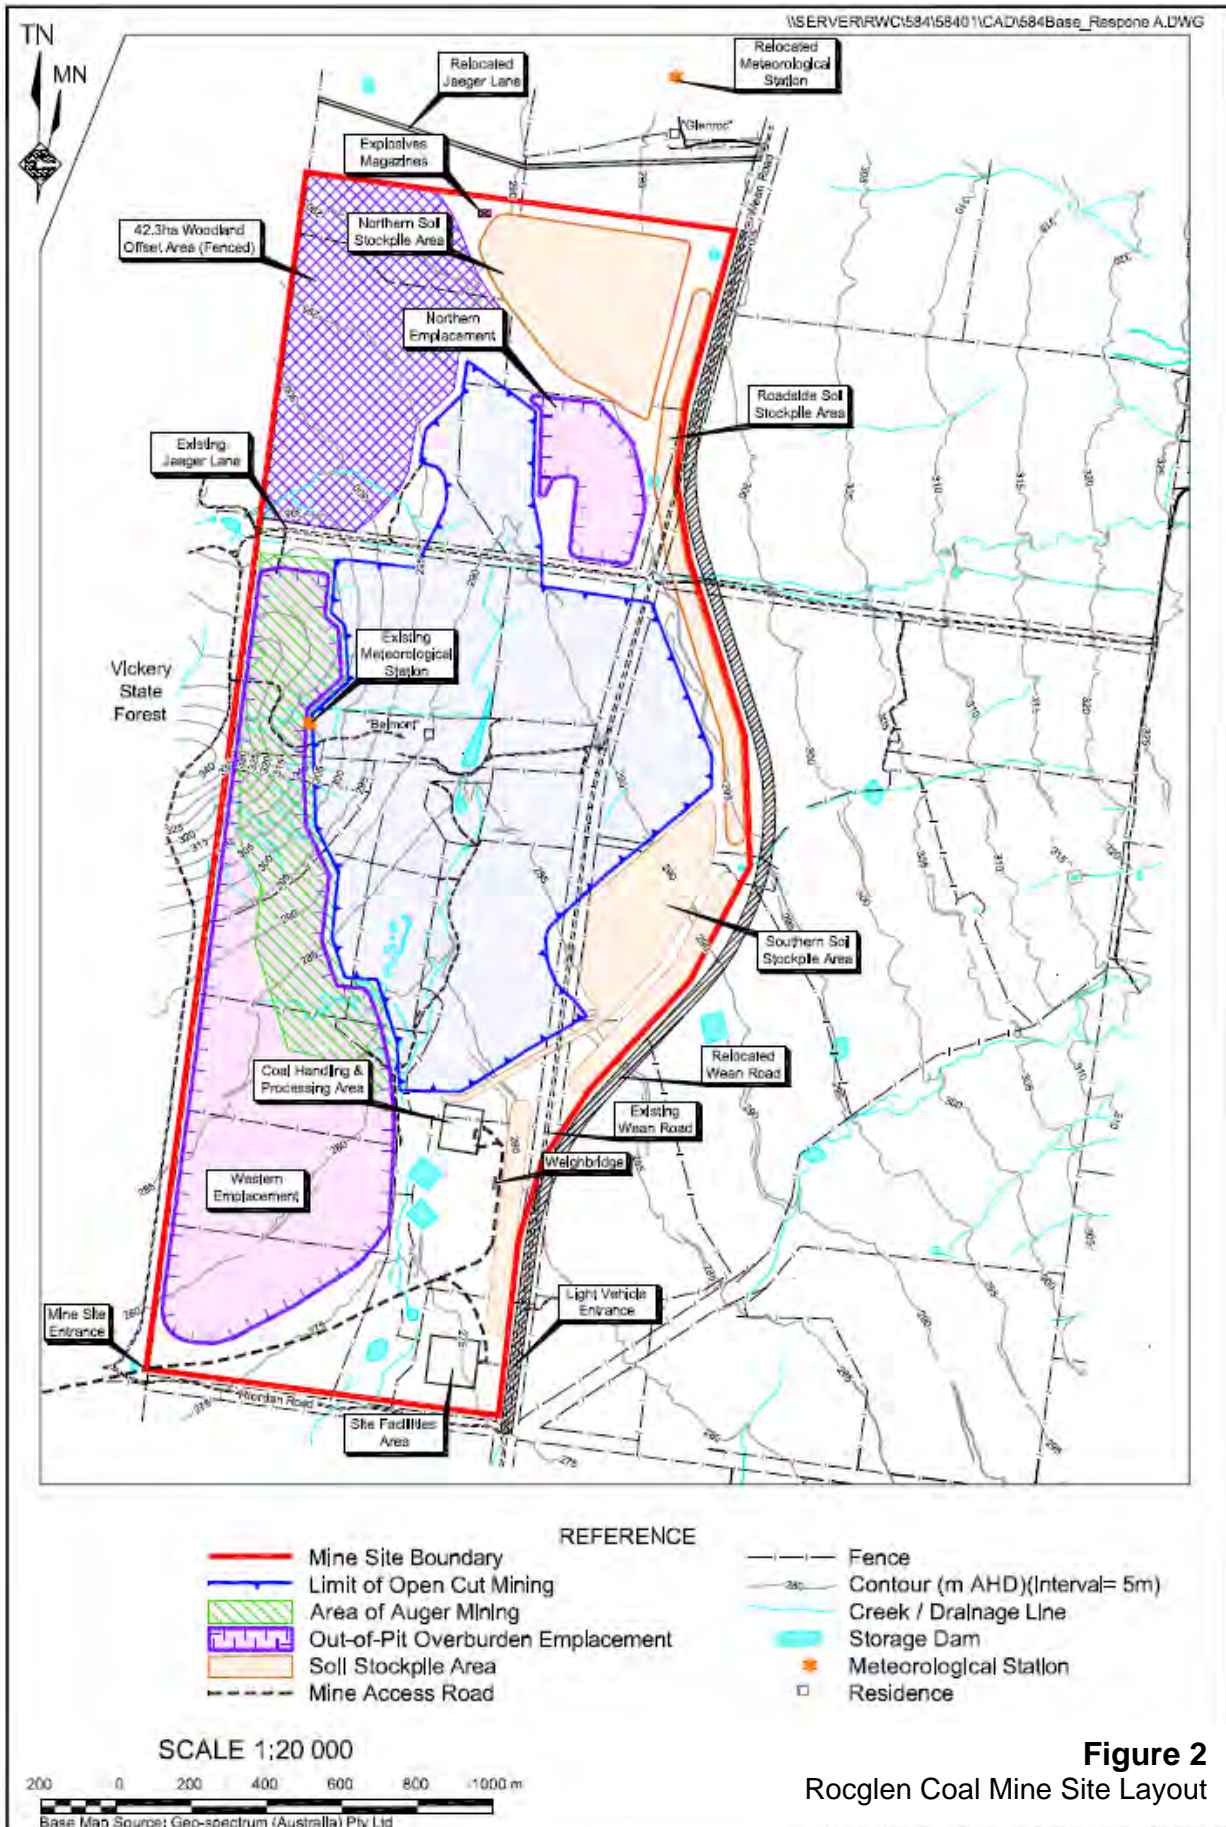 \\SERVER\RWC\584\58401\CAD\584Base_Respone A.DWG
TN
MN
Relocated
Jaeger Lane
Relocated
Meteorological
Station
"Glenroc"
Explosives
Magazines
Wean Road
42.3ha Woodland
Offset Area (Fenced)
Northern Soil
Stockpile Area
Northern
Emplacement
Roadside Soil
Stockpile Area
Existing
Jaeger Lane
Existing
Meteorological
Station
Vickery
State
Forest
"Belmont"
Southern Soil
Stockpile Area
Coal Handling &
Processing Area
Relocated
Wean Road
Existing
Wean Road
Weighbridge
Western
Emplacement
Light Vehicle
Entrance
Mine Site
Entrance
Riordan Road
Site Facilities
Area
REFERENCE
Mine Site Boundary
Limit of Open Cut Mining
Area of Auger Mining
Out-of-Pit Overburden Emplacement
Soil Stockpile Area
Mine Access Road
Fence
280
Contour (m AHD)(Interval= 5m)
Creek / Drainage Line
Storage Dam
Meteorological Station
Residence
SCALE 1:20 000
200 0 200 400 600 800 1000 m
Base Map Source: Geo-spectrum (Australia) Pty Ltd
Figure 2
Rocglen Coal Mine Site Layout